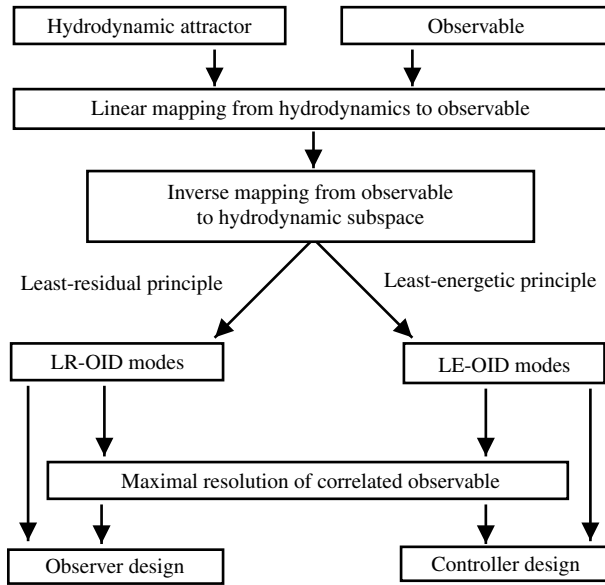 Hydrodynamic attractor
Observable
Linear mapping from hydrodynamics to observable
Inverse mapping from observable
to hydrodynamic subspace
Least-residual principle
Least-energetic principle
LR-OID modes
LE-OID modes
Maximal resolution of correlated observable
Observer design
Controller design